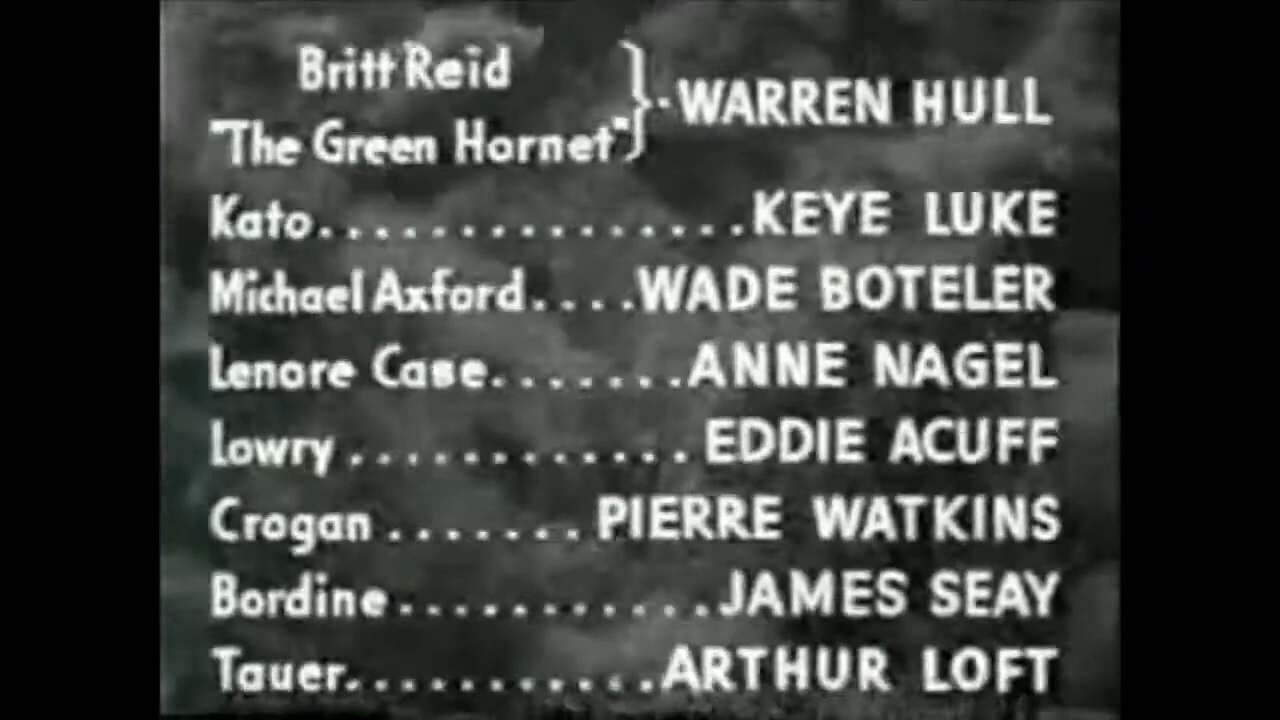 Britt Reid
"The Green Hornet" } .. WARREN HULL
Kato................KEYE LUKE
Michael Axford....WADE BOTELER
Lenore Case.......ANNE NAGEL
Lowry ............ EDDIE ACUFF
Crogan ....... PIERRE WATKINS
Bordine...........JAMES SEAY
Tauer............ARTHUR LOFT